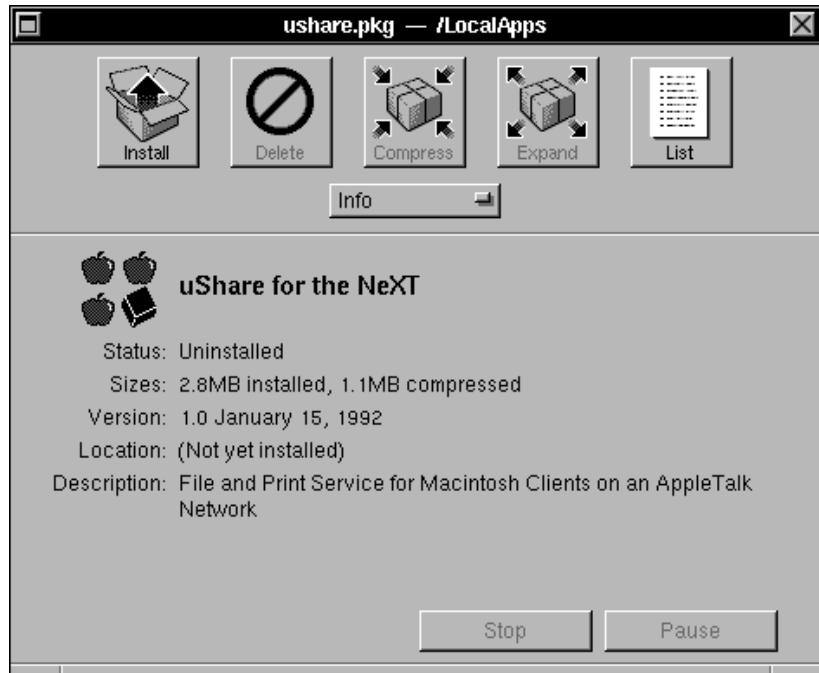 ushare.pkg — /LocalApps
Install Delete Compress Expand List
Info
uShare for the NeXT
Status: Uninstalled
Sizes: 2.8MB installed, 1.1MB compressed
Version: 1.0 January 15, 1992
Location: (Not yet installed)
Description: File and Print Service for Macintosh Clients on an AppleTalk
Network
Stop Pause